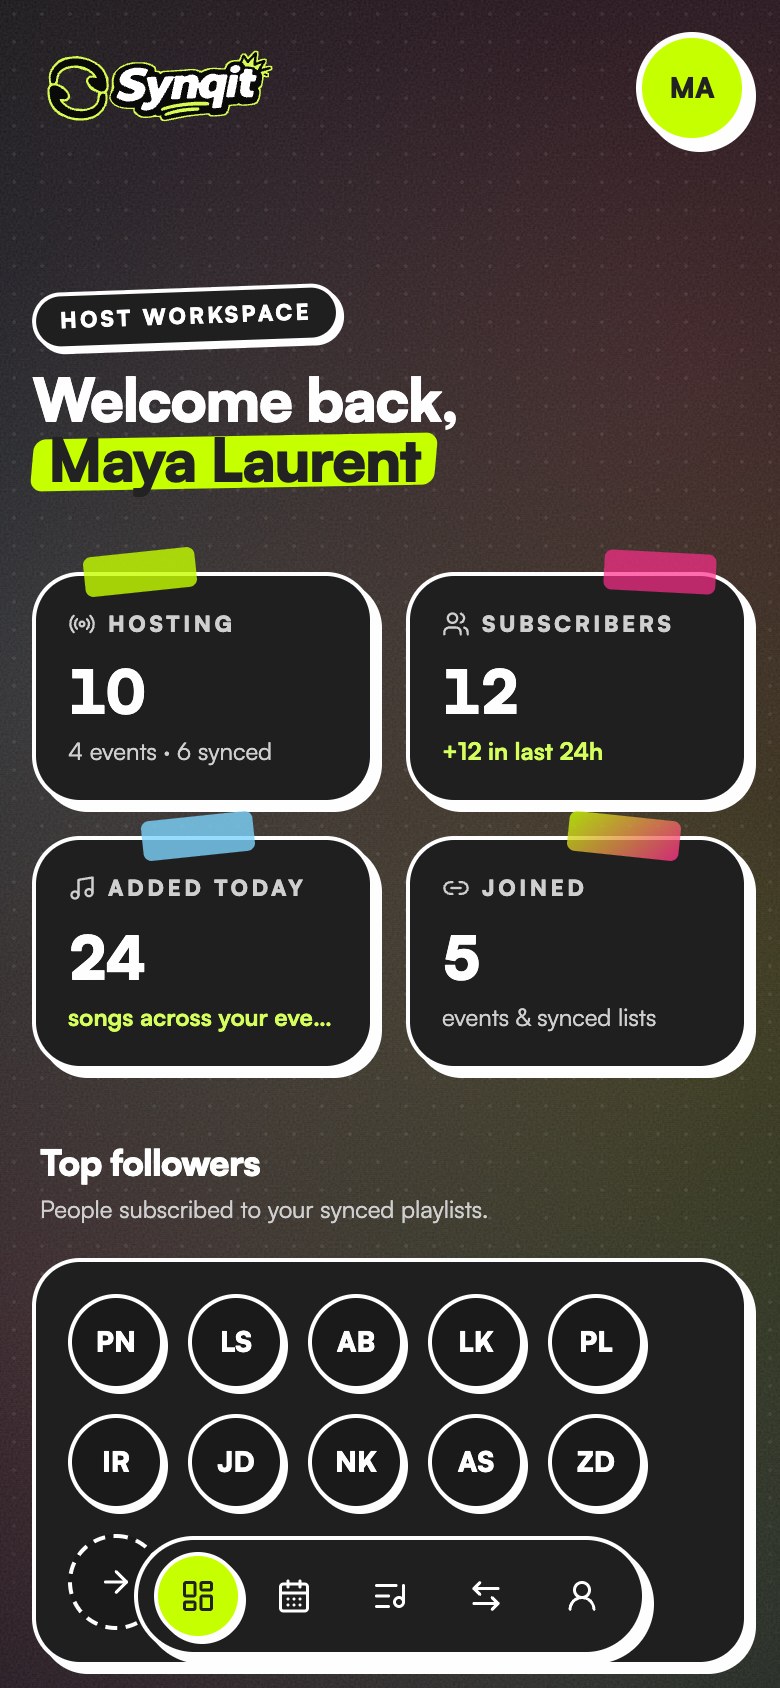 Synqit
MA
HOST WORKSPACE
Welcome back,
Maya Laurent
HOSTING
10
4 events · 6 synced
SUBSCRIBERS
12
+12 in last 24h
ADDED TODAY
24
songs across your eve...
JOINED
5
events & synced lists
Top followers
People subscribed to your synced playlists.
PN LS AB LK PL
IR JD NK AS ZD